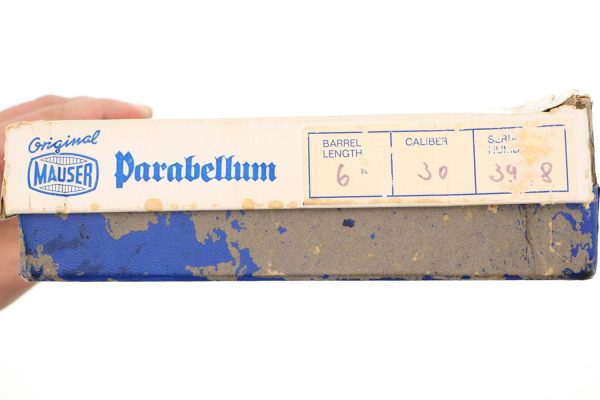 Original
MAUSER
Parabellum
BARREL LENGTH
6"
CALIBER
30